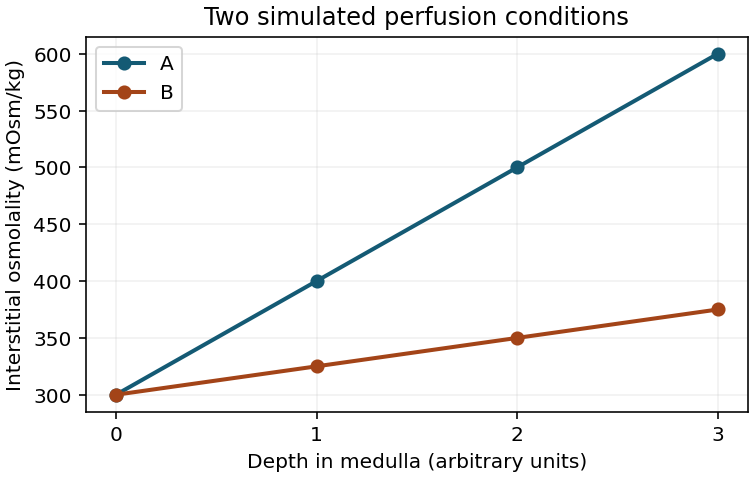 Two simulated perfusion conditions
A
B
Interstitial osmolality (mOsm/kg)
600
550
500
450
400
350
300
0 1 2 3
Depth in medulla (arbitrary units)